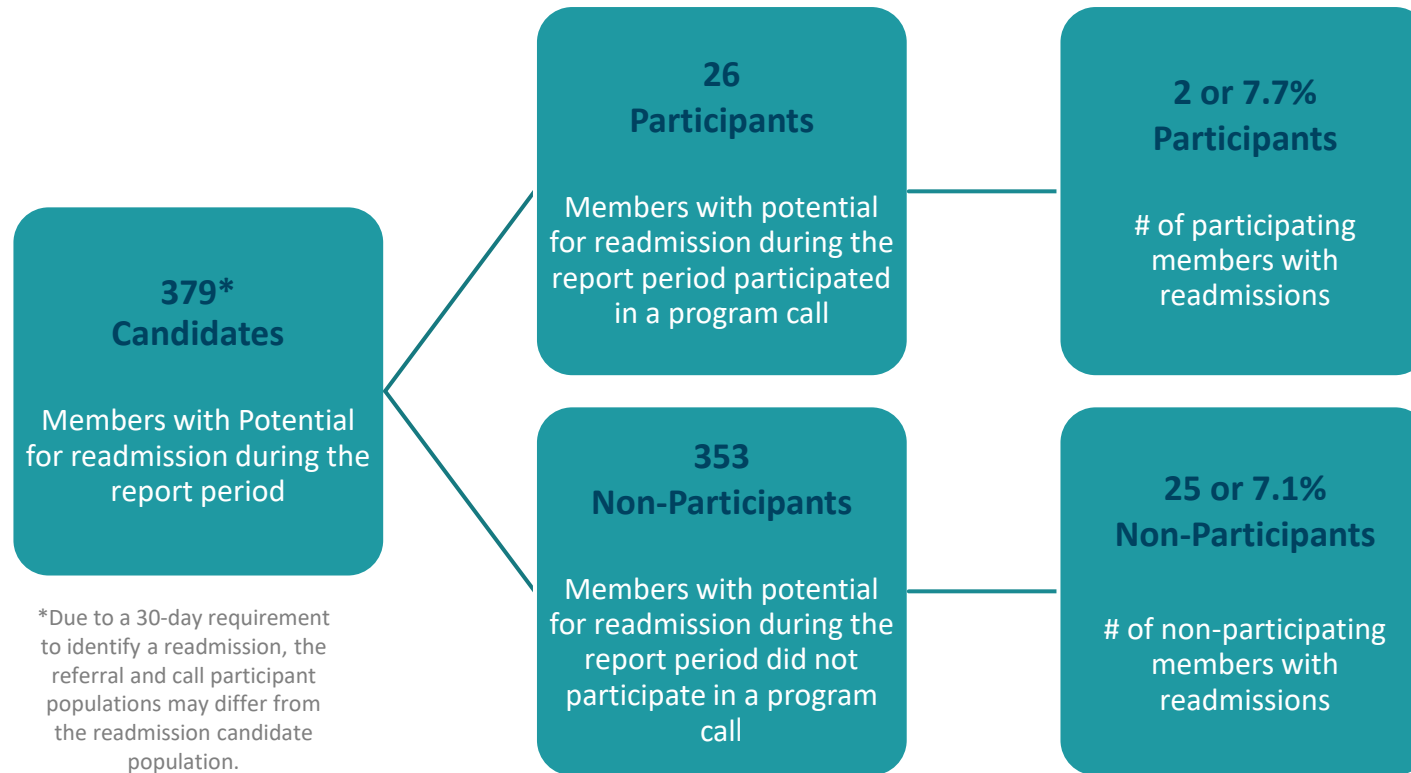 379*
Candidates
Members with Potential
for readmission during the
report period
*Due to a 30-day requirement
to identify a readmission, the
referral and call participant
populations may differ from
the readmission candidate
population.
26
Participants
Members with potential
for readmission during the
report period participated
in a program call
2 or 7.7%
Participants
# of participating
members with
readmissions
353
Non-Participants
Members with potential
for readmission during the
report period did not
participate in a program
call
25 or 7.1%
Non-Participants
# of non-participating
members with
readmissions